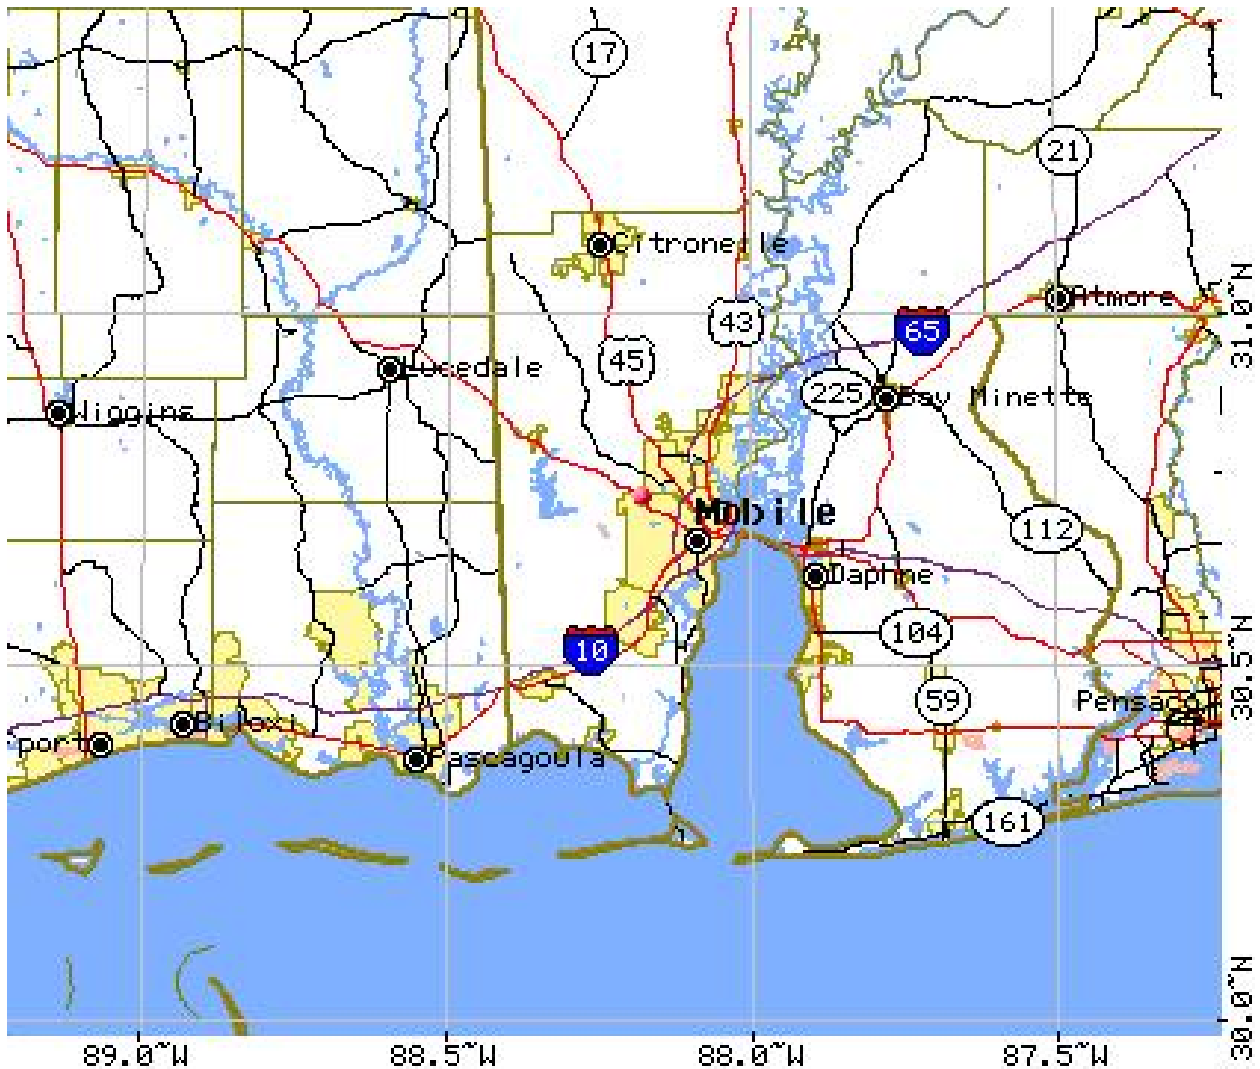 17
21
Citronelle
Atmore
43
65
31.0~N
45
Lucedale
225
Bay Minette
Wiggins
Mobile
112
Daphne
104
10
30.5~N
59
Pensaco
Biloxi
port
Pascagoula
161
30.0~N
89.0~W
88.5~W
88.0~W
87.5~W